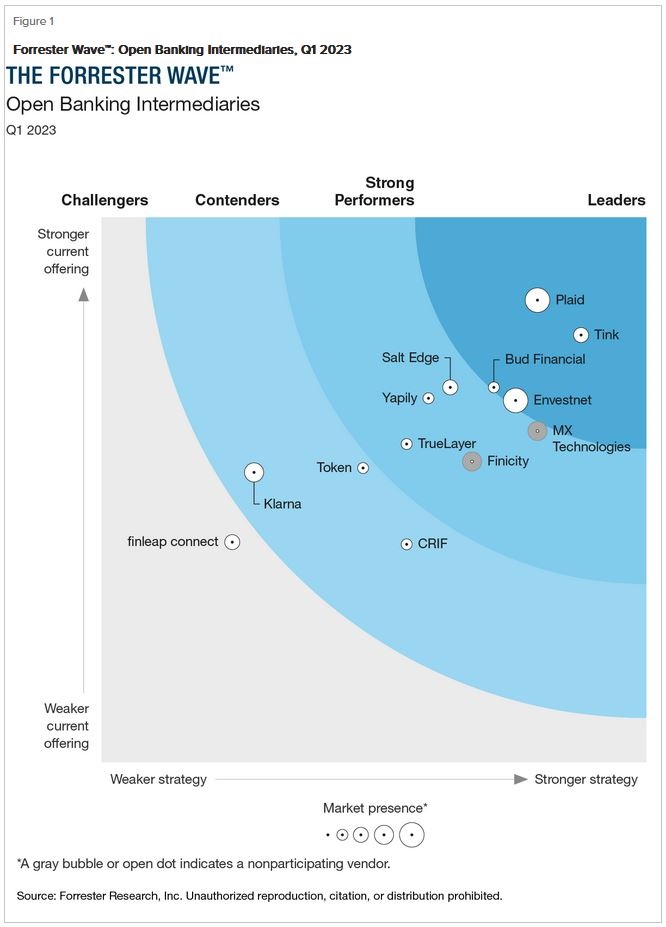 Figure 1
Forrester Wave™: Open Banking Intermediaries, Q1 2023
THE FORRESTER WAVE™
Open Banking Intermediaries
Q1 2023
Challengers
Contenders
Strong
Performers
Leaders
Stronger
current
offering
Plaid
Tink
Salt Edge
Bud Financial
Yapily
Envestnet
MX
Technologies
TrueLayer
Finicity
Token
Klarna
finleap connect
CRIF
Weaker
current
offering
Weaker strategy
Stronger strategy
Market presence*
*A gray bubble or open dot indicates a nonparticipating vendor.
Source: Forrester Research, Inc. Unauthorized reproduction, citation, or distribution prohibited.